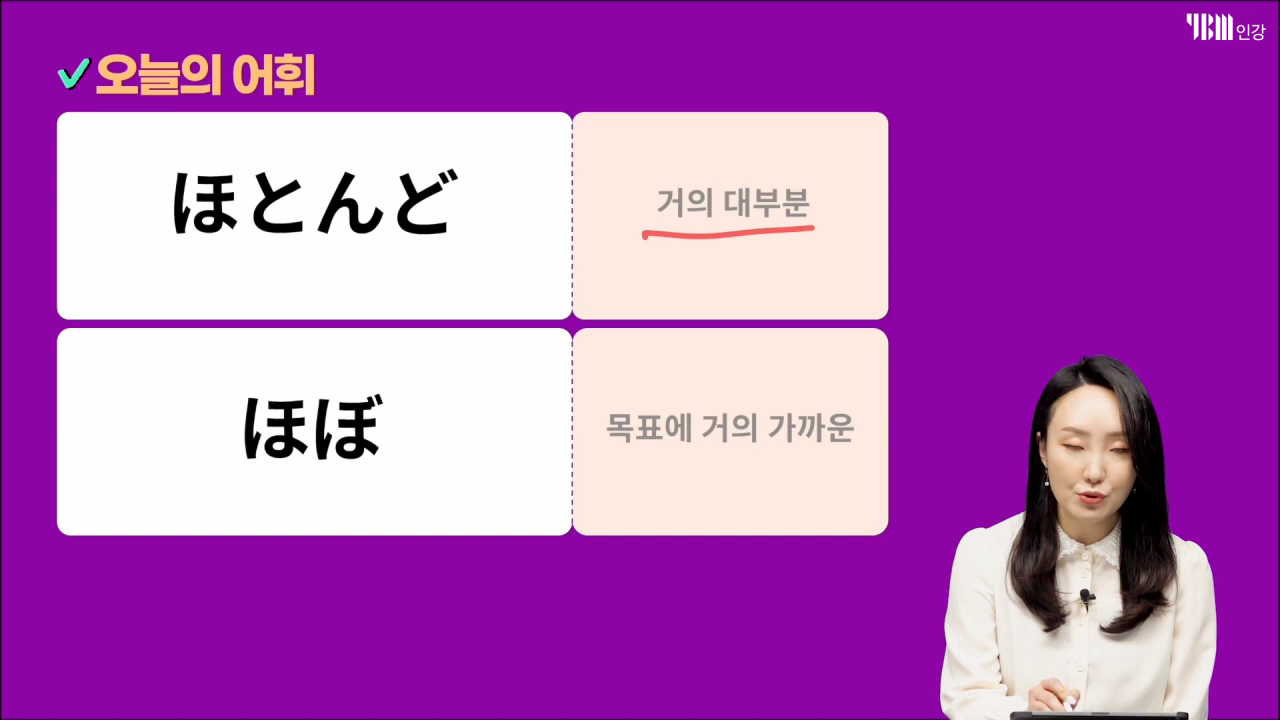 YBM 인강
오늘의 어휘
ほとんど
거의 대부분
ほぼ
목표에 거의 가까운